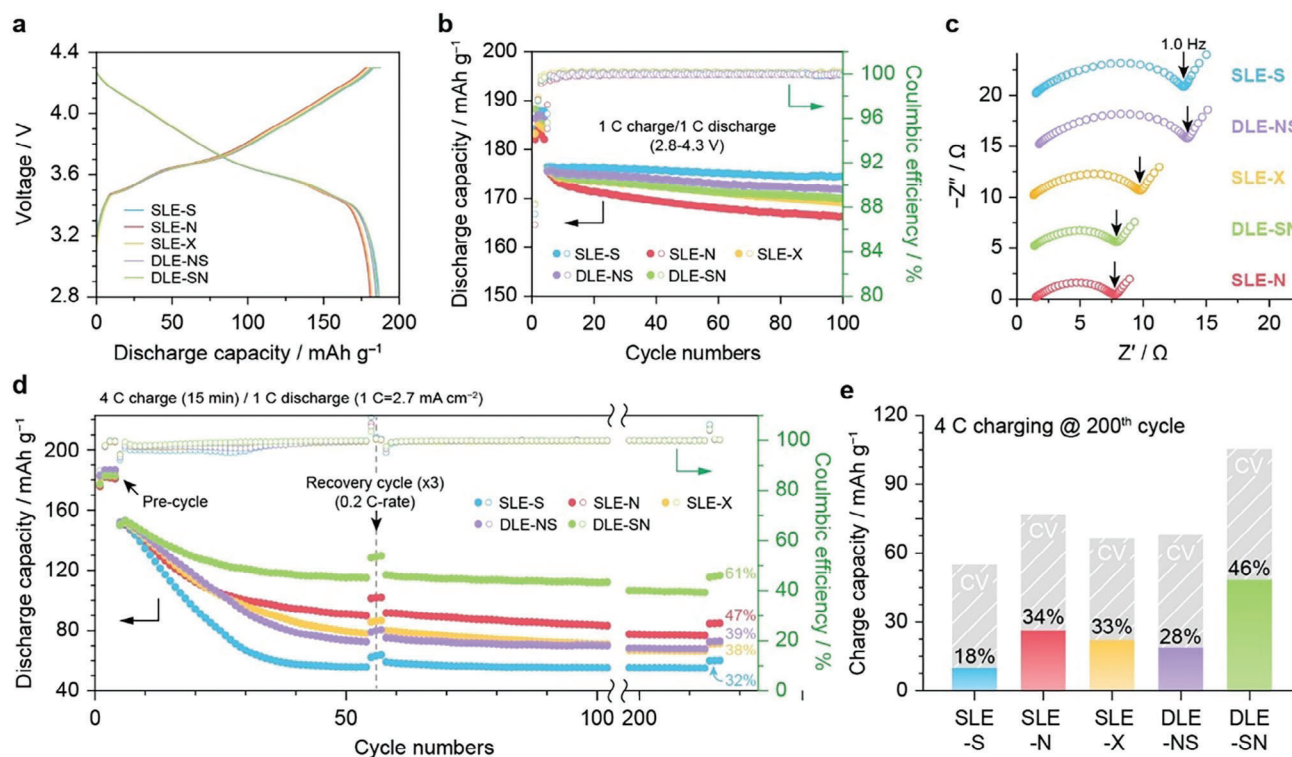 a
4.4
4.0
3.6
3.2
2.8
Voltage / V
SLE-S
SLE-N
SLE-X
DLE-NS
DLE-SN
0
50
100
150
200
Discharge capacity / mAh g⁻¹
b
200
190
180
170
160
150
Discharge capacity / mAh g⁻¹
1 C charge/1 C discharge
(2.8-4.3 V)
SLE-S SLE-N SLE-X
DLE-NS DLE-SN
100
96
92
88
84
80
Coulmbic efficiency / %
0 20 40 60 80 100
Cycle numbers
c
1.0 Hz
SLE-S
DLE-NS
SLE-X
DLE-SN
SLE-N
20
15
10
5
0
−Z″ / Ω
0 5 10 15 20
Z′ / Ω
d
4 C charge (15 min) / 1 C discharge (1 C=2.7 mA cm⁻²)
200
160
120
80
40
Discharge capacity / mAh g⁻¹
Pre-cycle
Recovery cycle (x3)
(0.2 C-rate)
SLE-S SLE-N SLE-X
DLE-NS DLE-SN
61%
47%
39%
38%
32%
100
80
60
40
20
0
Coulmbic efficiency / %
0 50 100 200
Cycle numbers
e
4 C charging @ 200th cycle
120
90
60
30
0
Charge capacity / mAh g⁻¹
CV CV CV CV CV
18% 34% 33% 28% 46%
SLE SLE SLE DLE DLE
-S -N -X -NS -SN